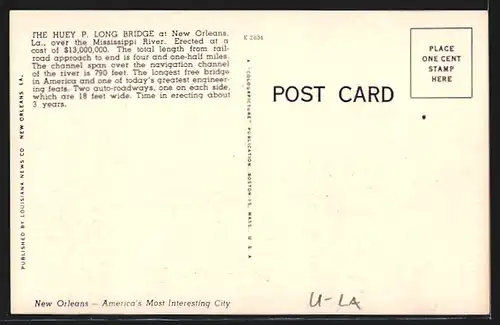 THE HUEY P. LONG BRIDGE at New Orleans,
La., over the Mississippi River. Erected at a
cost of $13,000,000. The total length from rail-
road approach to end is four and one-half miles.
The channel span over the navigation channel
of the river is 790 feet. The longest free bridge
in America and one of today's greatest engineer-
ing feats. Two auto-roadways, one on each side,
which are 18 feet wide. Time in erecting about
3 years.
K 2634
PLACE
ONE CENT
STAMP
HERE
POST CARD
PUBLISHED BY LOUISIANA NEWS CO NEW ORLEANS LA.
A "COLOURPICTURE" PUBLICATION, BOSTON 15, MASS., U.S.A
New Orleans — America's Most Interesting City
U-LA